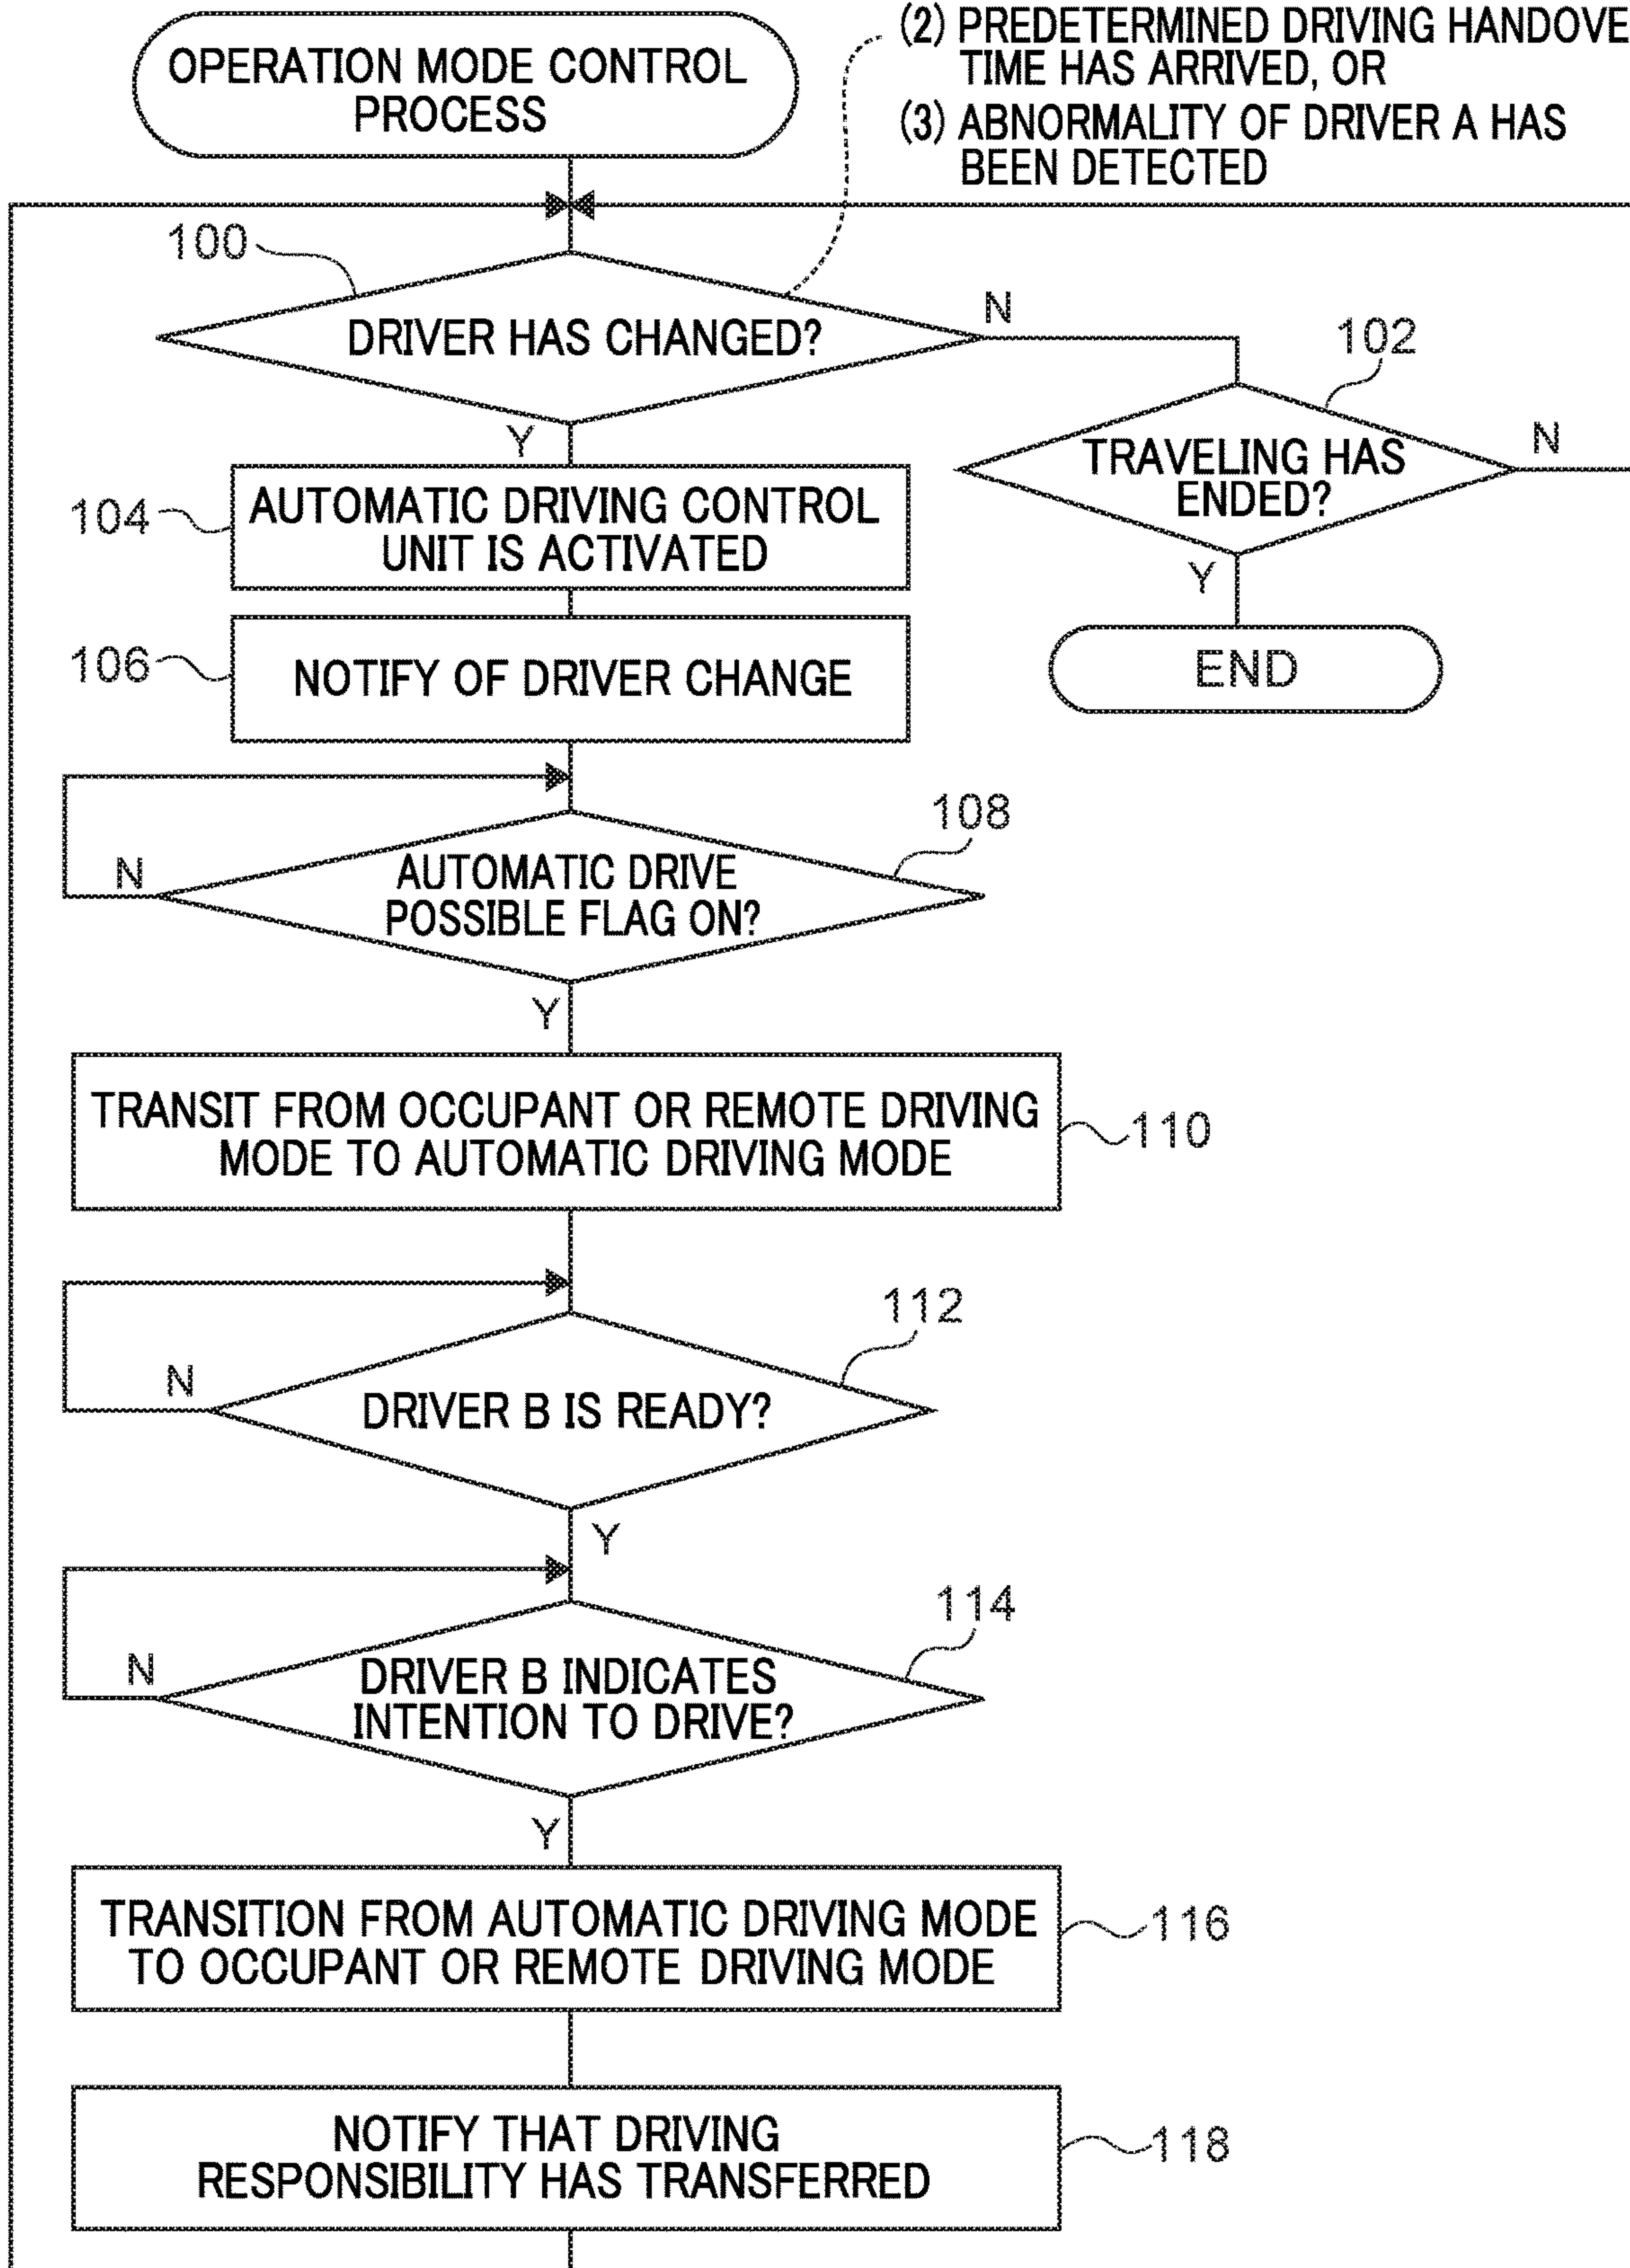 OPERATION MODE CONTROL
PROCESS
(2) PREDETERMINED DRIVING HANDOVE
TIME HAS ARRIVED, OR
(3) ABNORMALITY OF DRIVER A HAS
BEEN DETECTED
100
DRIVER HAS CHANGED?
N
102
Y
TRAVELING HAS
ENDED?
N
104
AUTOMATIC DRIVING CONTROL
UNIT IS ACTIVATED
Y
106
NOTIFY OF DRIVER CHANGE
END
108
AUTOMATIC DRIVE
POSSIBLE FLAG ON?
N
Y
TRANSIT FROM OCCUPANT OR REMOTE DRIVING
MODE TO AUTOMATIC DRIVING MODE
110
112
N
DRIVER B IS READY?
Y
114
N
DRIVER B INDICATES
INTENTION TO DRIVE?
Y
TRANSITION FROM AUTOMATIC DRIVING MODE
TO OCCUPANT OR REMOTE DRIVING MODE
116
NOTIFY THAT DRIVING
RESPONSIBILITY HAS TRANSFERRED
118